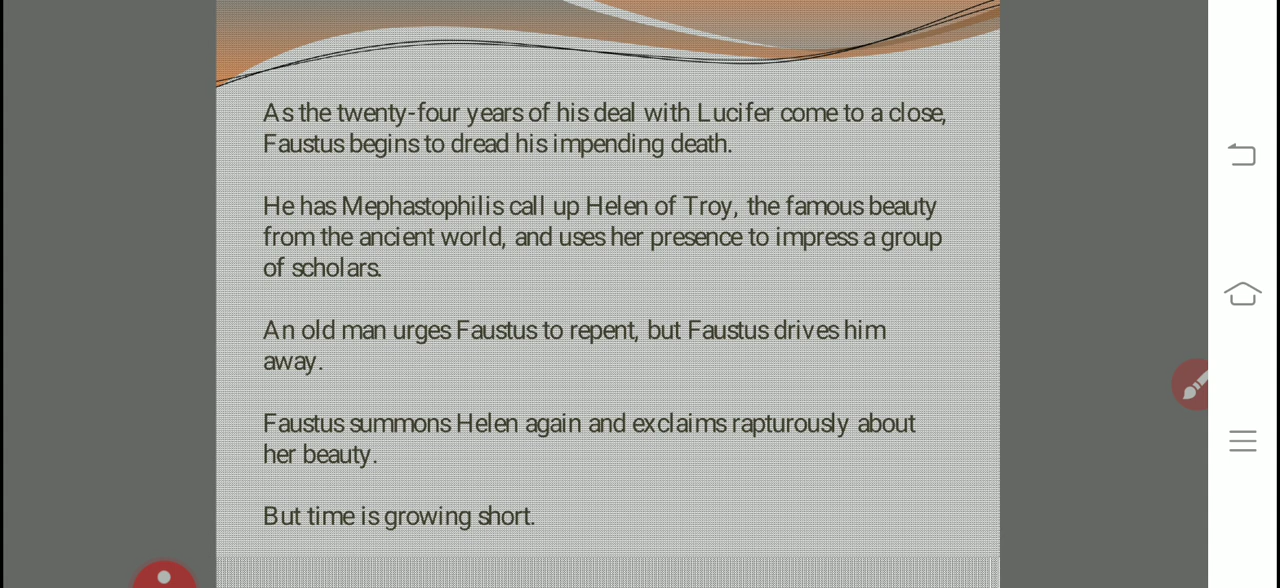 As the twenty-four years of his deal with Lucifer come to a close,
Faustus begins to dread his impending death.
He has Mephastophilis call up Helen of Troy, the famous beauty
from the ancient world, and uses her presence to impress a group
of scholars.
An old man urges Faustus to repent, but Faustus drives him
away.
Faustus summons Helen again and exclaims rapturously about
her beauty.
But time is growing short.